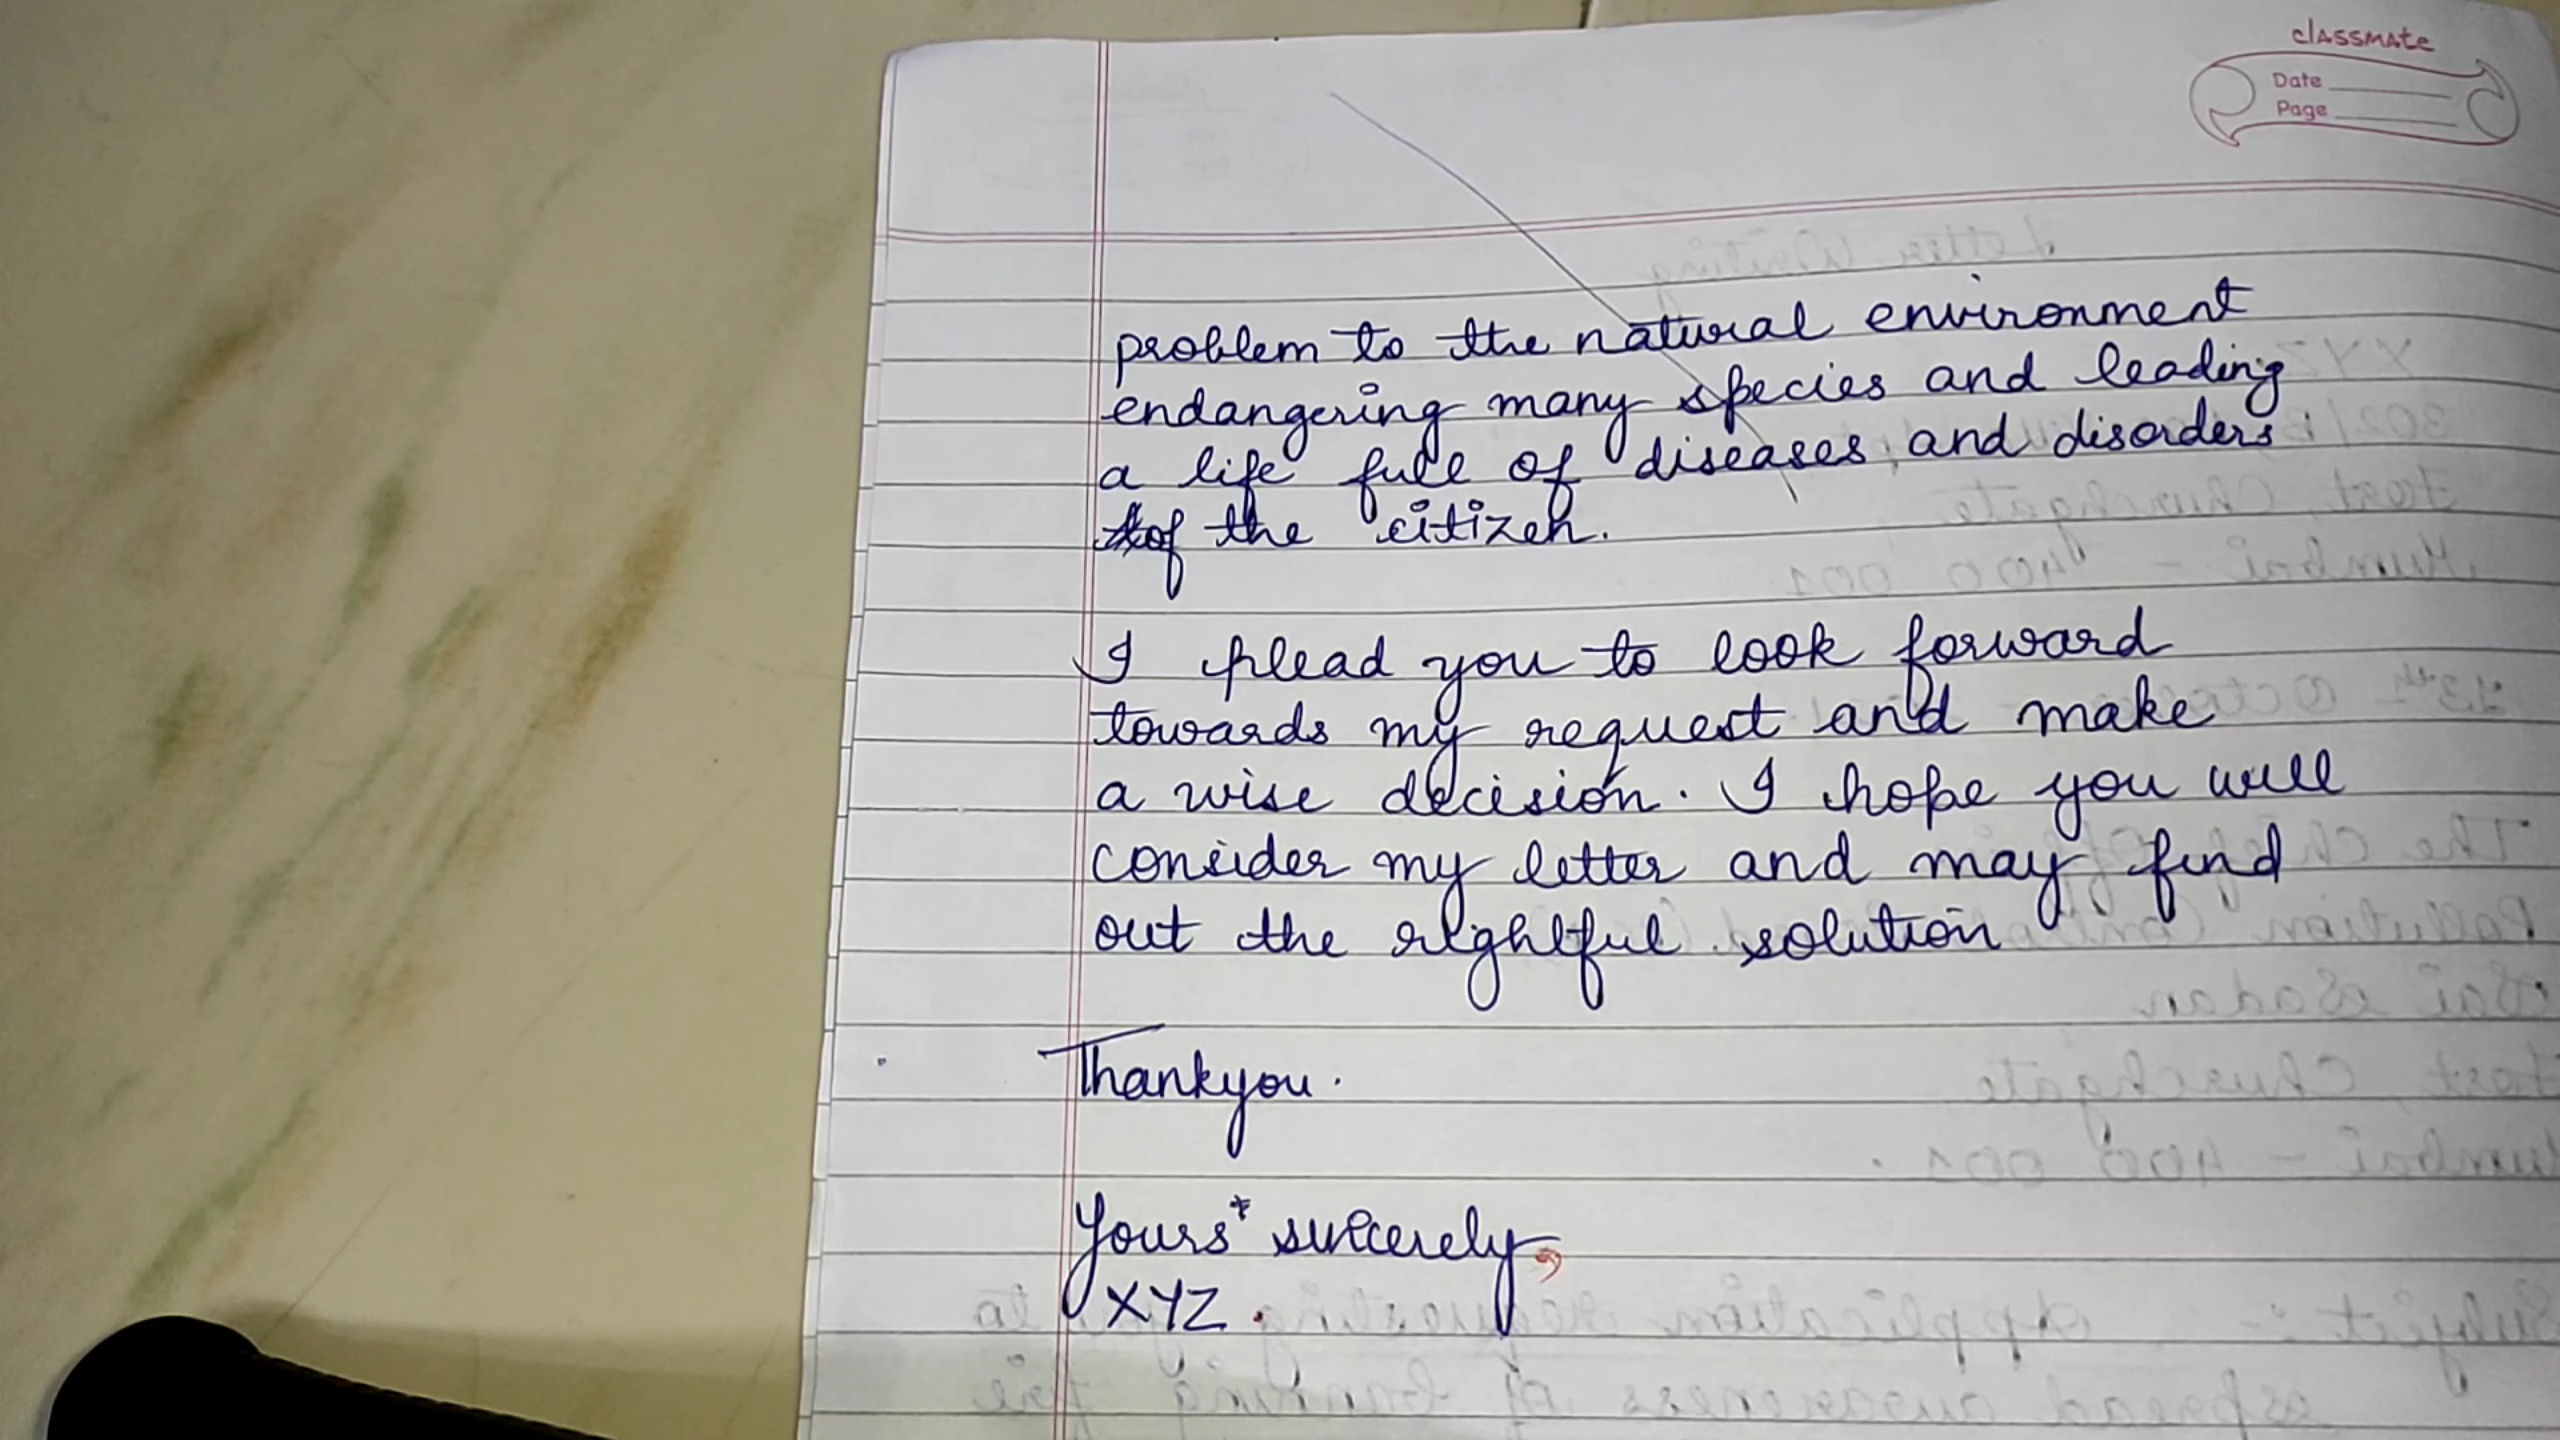 classmate
Date
Page
problem to the natural environment
endangering many species and leading
a life full of diseases and disorders
of the citizen.
I plead you to look forward
towards my request and make
a wise decision. I hope you will
consider my letter and may find
out the rightful solution
Thankyou.
Yours sincerely,
XYZ.